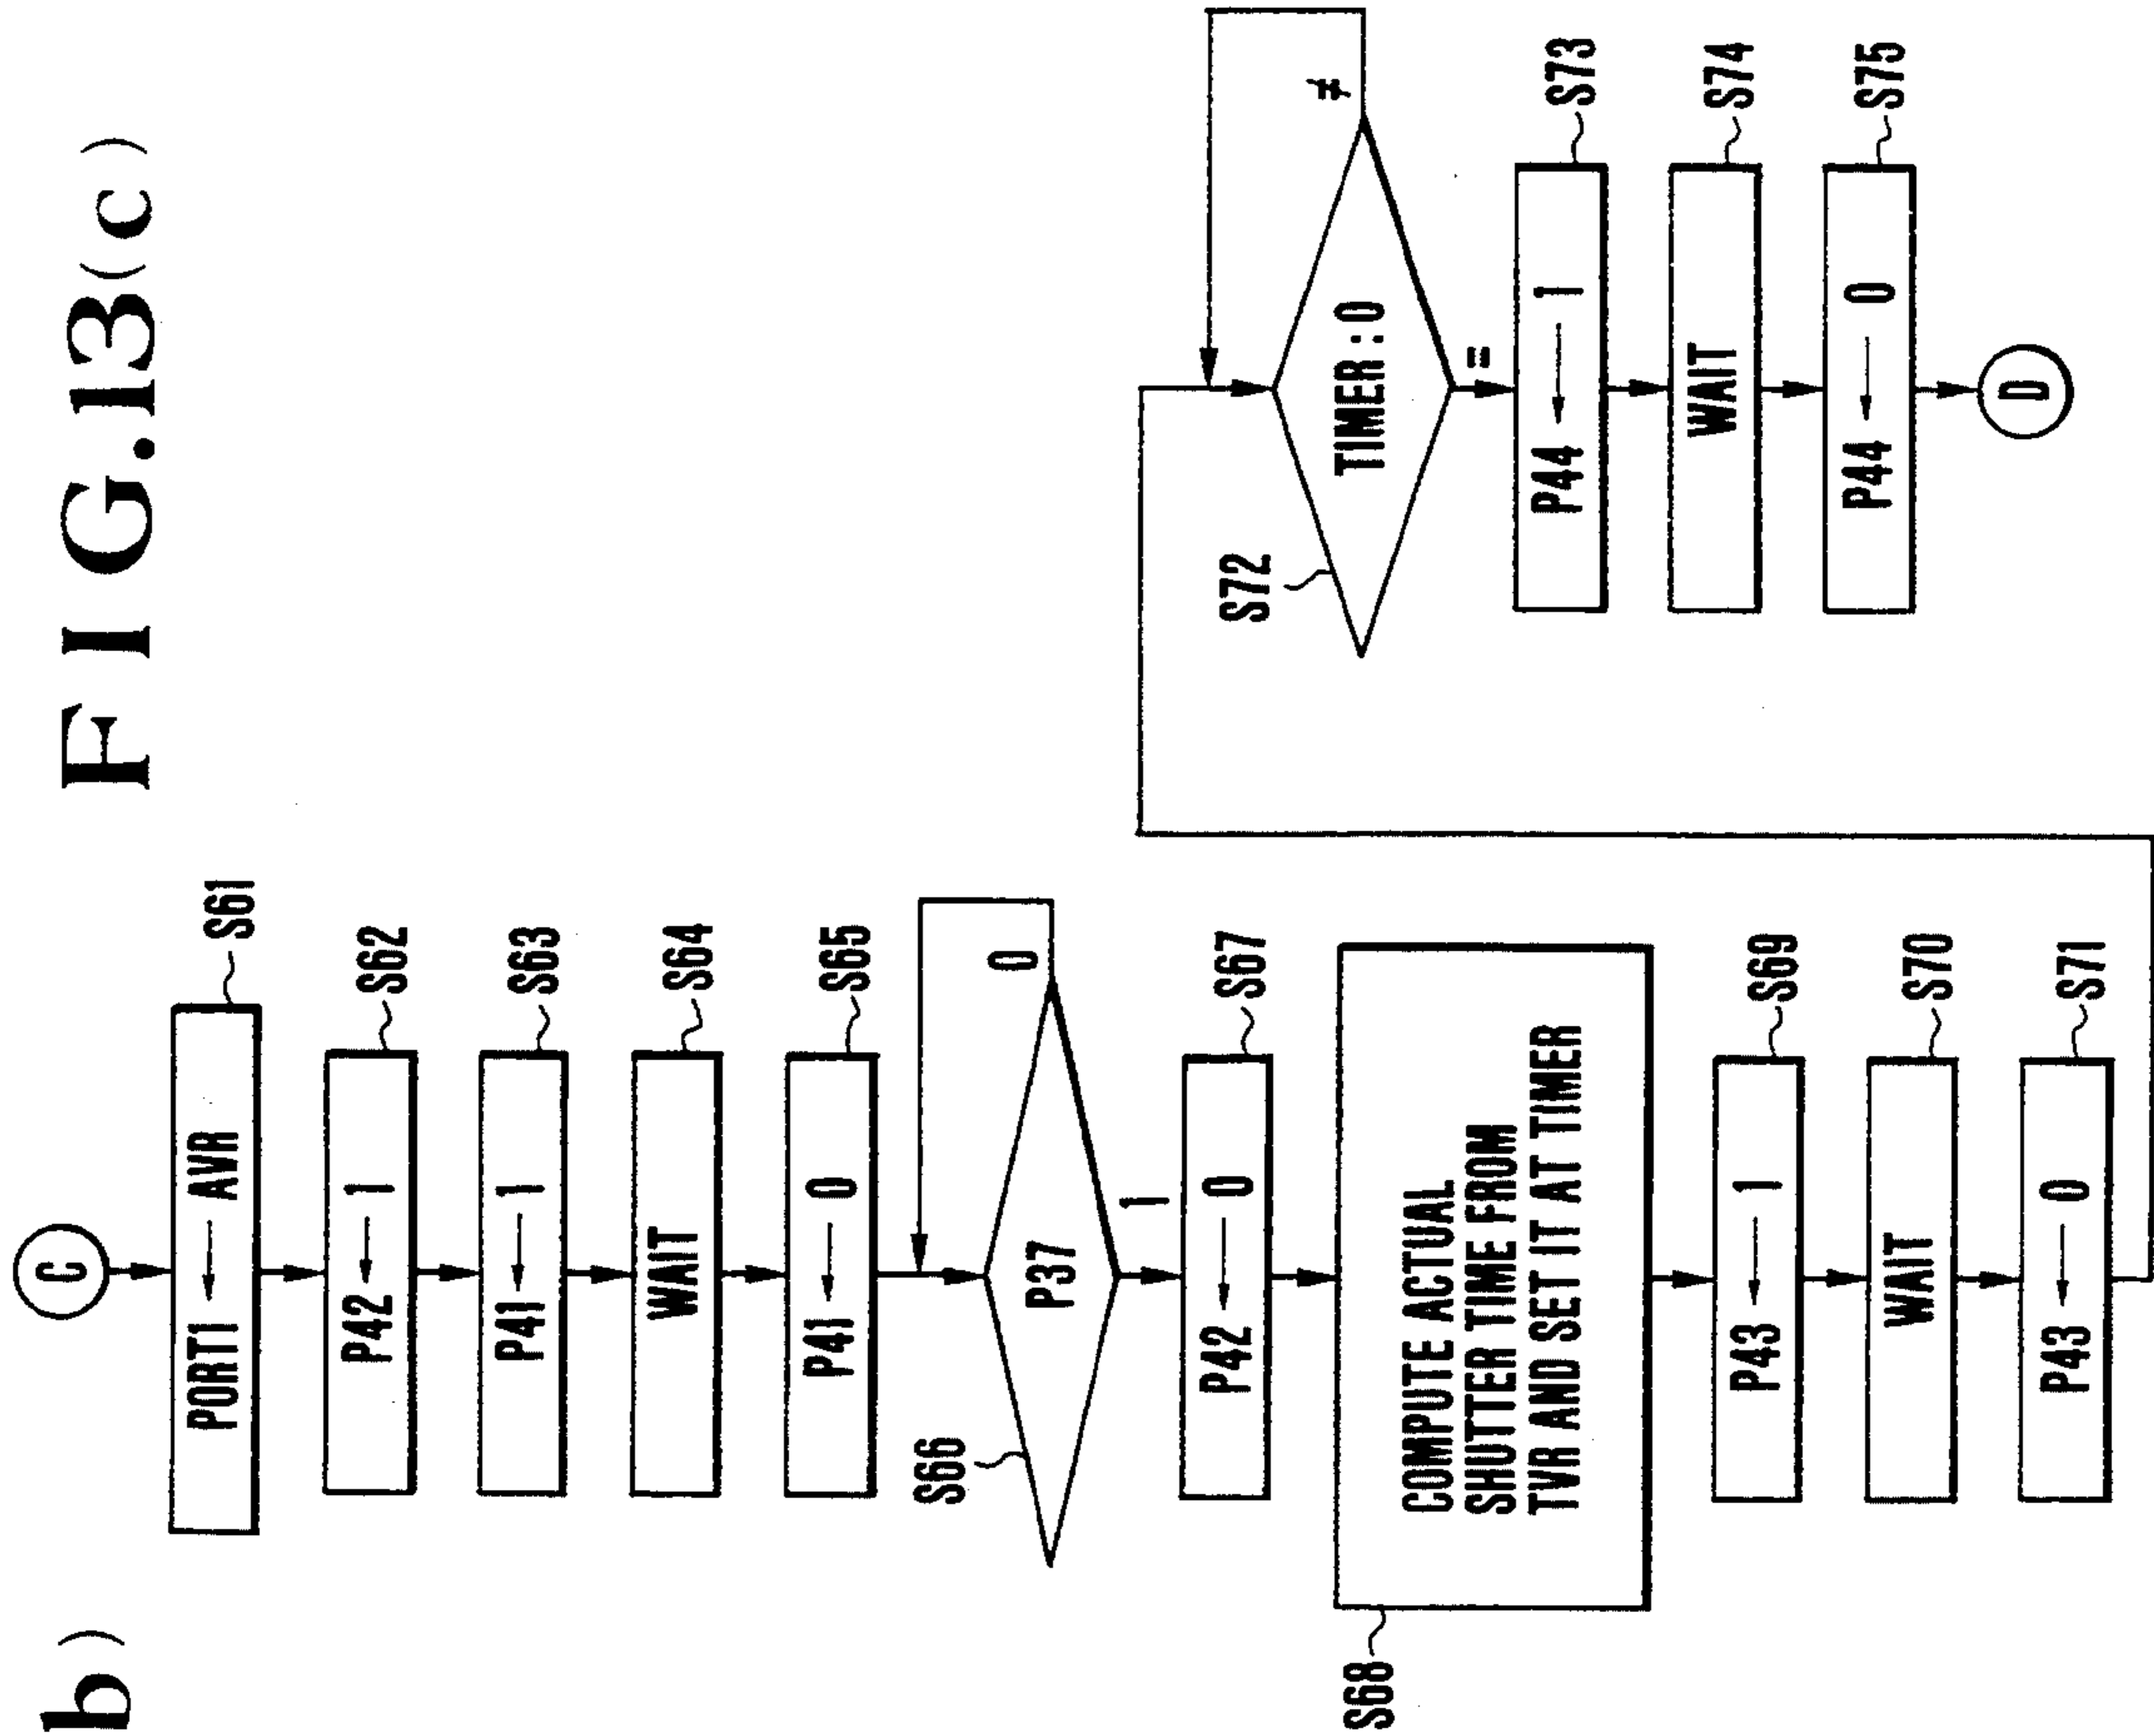 b)
FIG.13(c)
C
PORT1 ← AVR
S61
P42 ← 1
S62
P41 ← 1
S63
WAIT
S64
P41 ← 0
S65
P37
S66
0
1
P42 ← 0
S67
COMPUTE ACTUAL
SHUTTER TIME FROM
TVR AND SET IT AT TIMER
S68
P43 ← 1
S69
WAIT
S70
P43 ← 0
S71
TIMER : 0
S72
≠
=
P44 ← 1
S73
WAIT
S74
P44 ← 0
S75
D